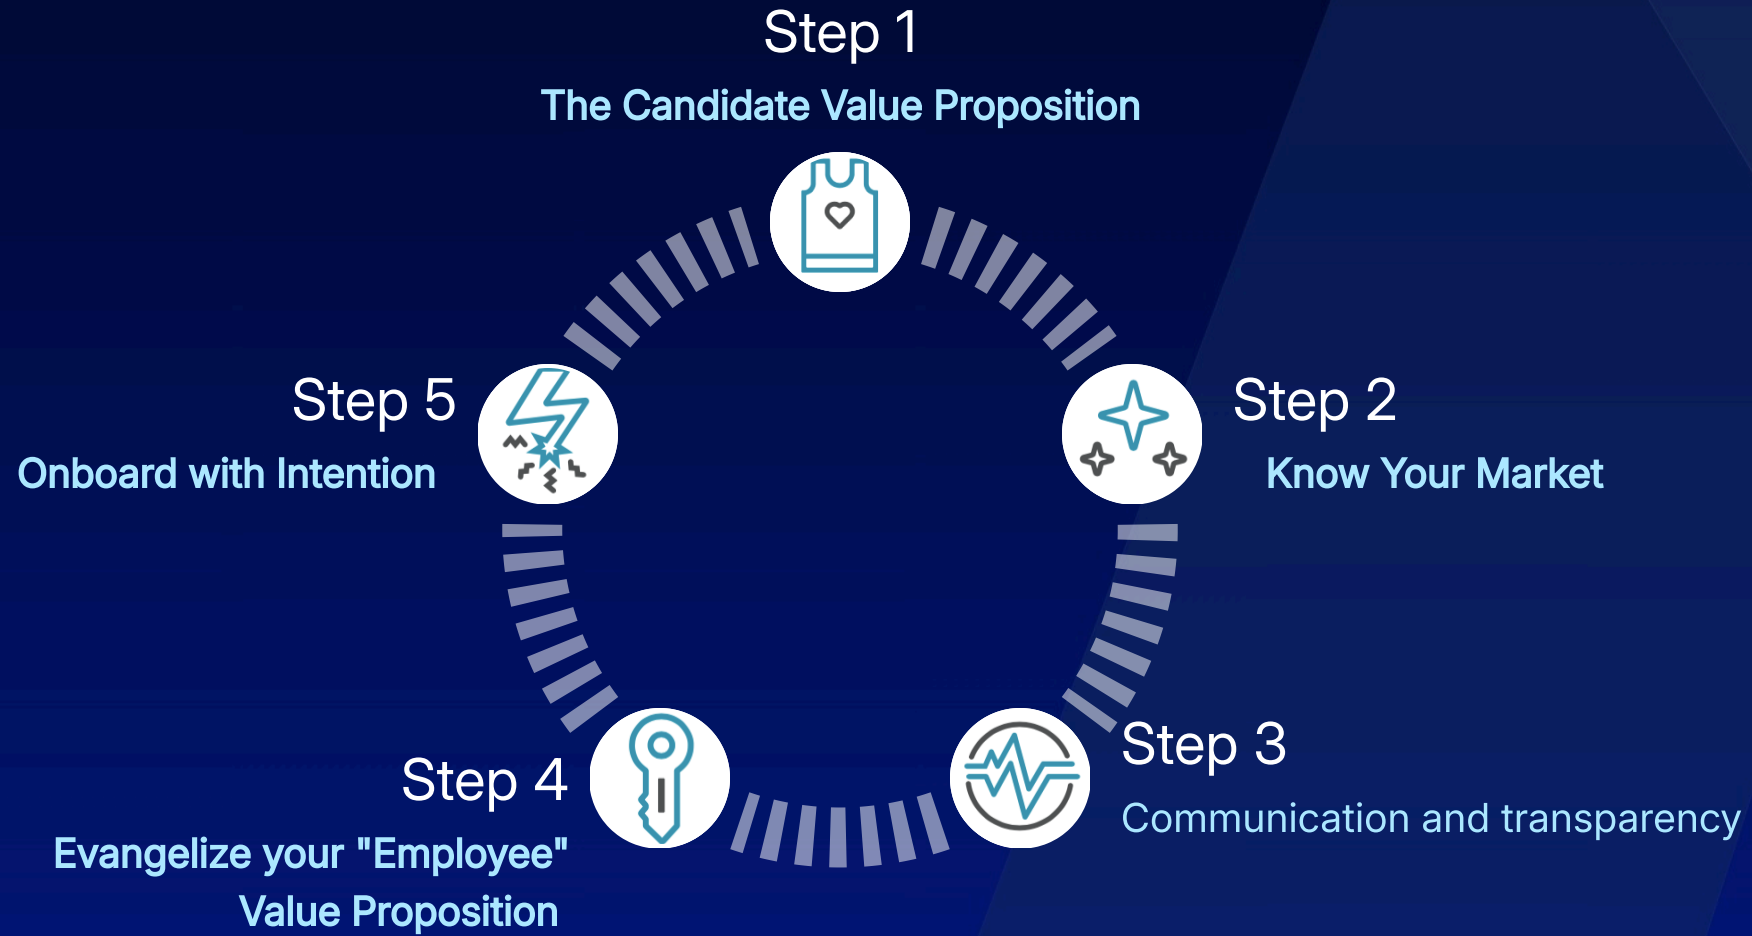 Step 1
The Candidate Value Proposition
Step 2
Know Your Market
Step 3
Communication and transparency
Step 4
Evangelize your "Employee"
Value Proposition
Step 5
Onboard with Intention